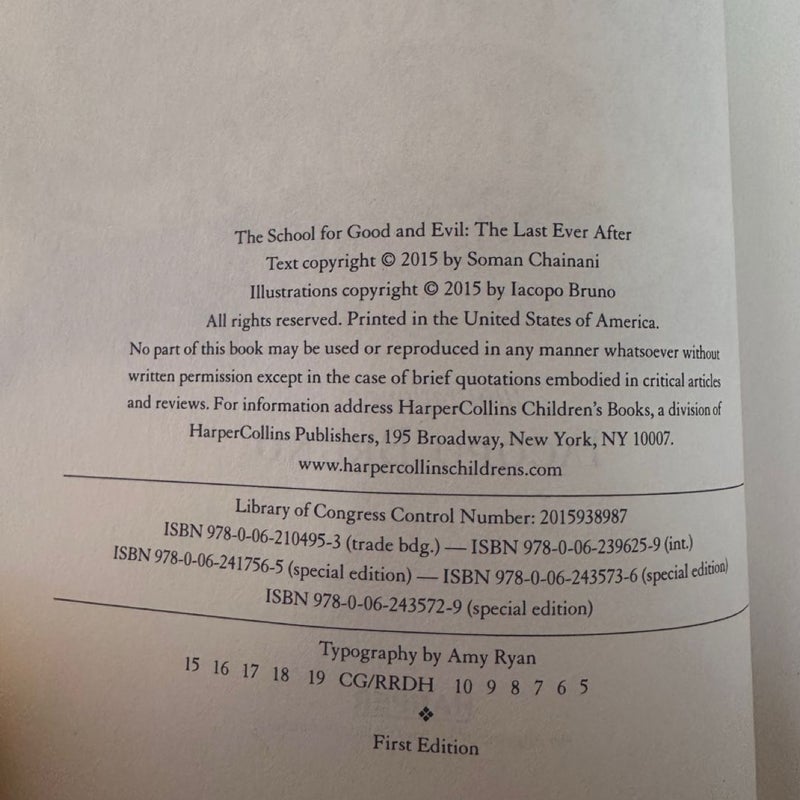 The School for Good and Evil: The Last Ever After
Text copyright © 2015 by Soman Chainani
Illustrations copyright © 2015 by Iacopo Bruno
All rights reserved. Printed in the United States of America.
No part of this book may be used or reproduced in any manner whatsoever without
written permission except in the case of brief quotations embodied in critical articles
and reviews. For information address HarperCollins Children's Books, a division of
HarperCollins Publishers, 195 Broadway, New York, NY 10007.
www.harpercollinschildrens.com
Library of Congress Control Number: 2015938987
ISBN 978-0-06-210495-3 (trade bdg.) — ISBN 978-0-06-239625-9 (int.)
ISBN 978-0-06-241756-5 (special edition) — ISBN 978-0-06-243573-6 (special edition)
ISBN 978-0-06-243572-9 (special edition)
Typography by Amy Ryan
15 16 17 18 19 CG/RRDH 10 9 8 7 6 5
❖
First Edition